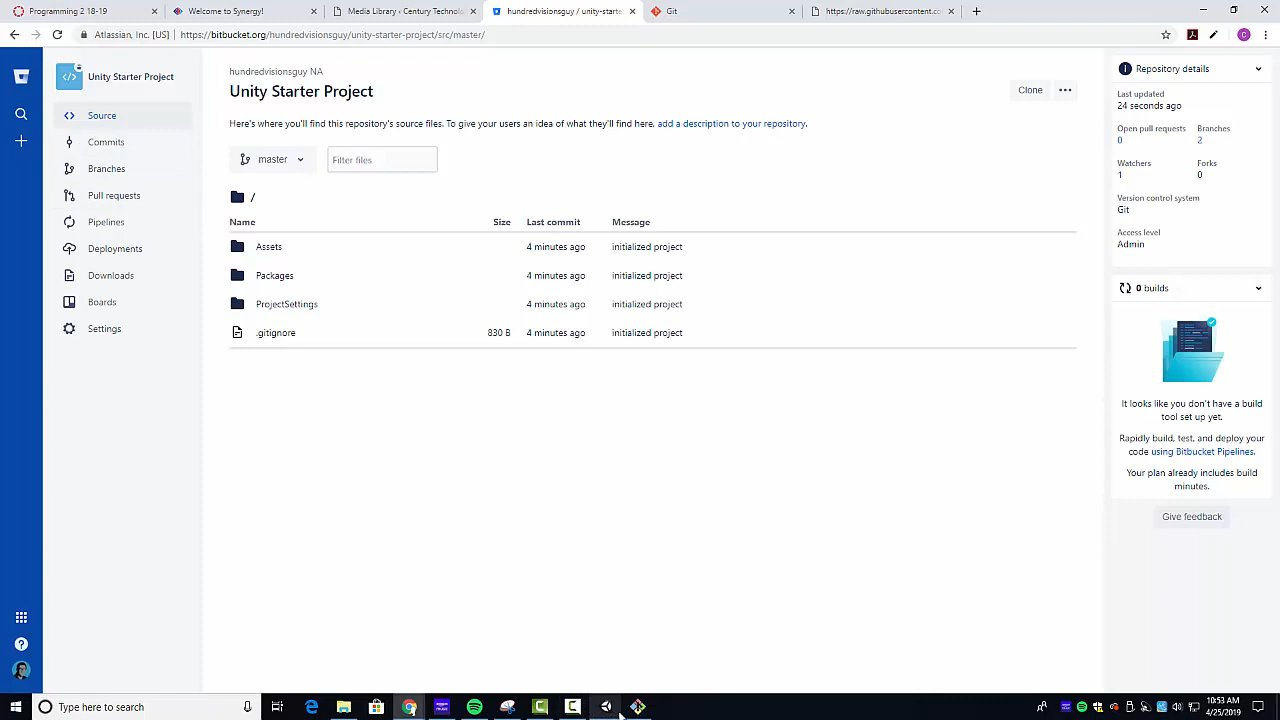 Programming 2 18-19
Welcome to Synergy!
Media Library ‹ Century Technolo
hundredvisionsguy / unity-starte
Git
https://raw.githubusercontent.co
Atlassian, Inc. [US] | https://bitbucket.org/hundredvisionsguy/unity-starter-project/src/master/
Unity Starter Project
Source
Commits
Branches
Pull requests
Pipelines
Deployments
Downloads
Boards
Settings
hundredvisionsguy NA
Unity Starter Project
Clone
Here's where you'll find this repository's source files. To give your users an idea of what they'll find here, add a description to your repository.
master
Filter files
/
Name Size Last commit Message
Assets 4 minutes ago initialized project
Packages 4 minutes ago initialized project
ProjectSettings 4 minutes ago initialized project
.gitignore 830 B 4 minutes ago initialized project
Repository details
Last updated
24 seconds ago
Open pull requests Branches
0 2
Watchers Forks
1 0
Version control system
Git
Access level
Admin
0 builds
It looks like you don't have a build
tool set up yet.
Rapidly build, test, and deploy your
code using Bitbucket Pipelines.
Your plan already includes build
minutes.
Give feedback
Type here to search
10:53 AM
4/25/2019